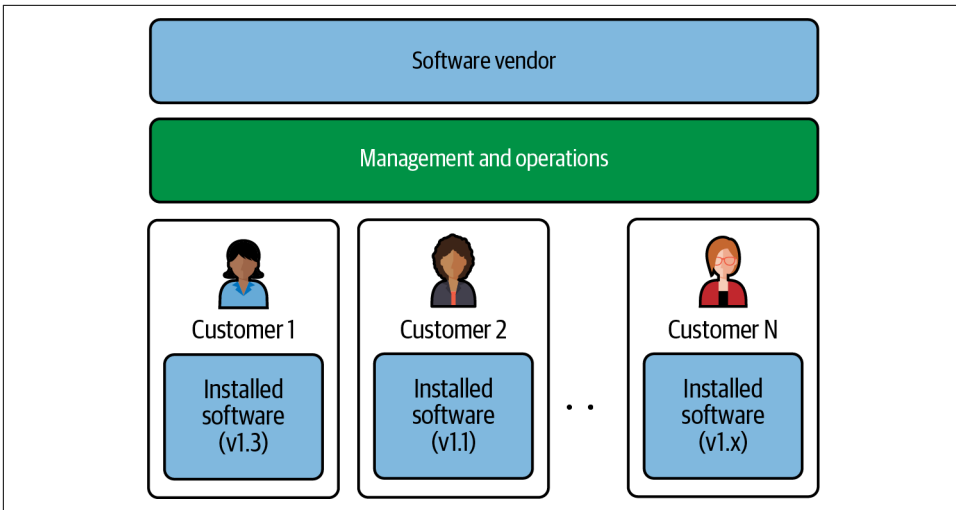 Software vendor
Management and operations
Customer 1
Customer 2
Customer N
Installed
software
(v1.3)
Installed
software
(v1.1)
. .
Installed
software
(v1.x)